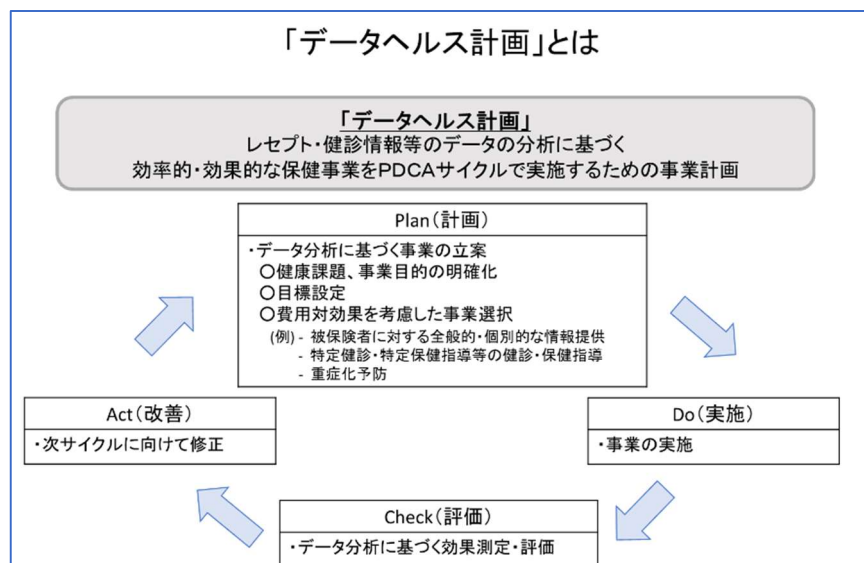 「データヘルス計画」とは
「データヘルス計画」
レセプト・健診情報等のデータの分析に基づく
効率的・効果的な保健事業をPDCAサイクルで実施するための事業計画
Plan(計画)
・データ分析に基づく事業の立案
○健康課題、事業目的の明確化
○目標設定
○費用対効果を考慮した事業選択
(例) - 被保険者に対する全般的・個別的な情報提供
- 特定健診・特定保健指導等の健診・保健指導
- 重症化予防
Act(改善)
・次サイクルに向けて修正
Do(実施)
・事業の実施
Check(評価)
・データ分析に基づく効果測定・評価